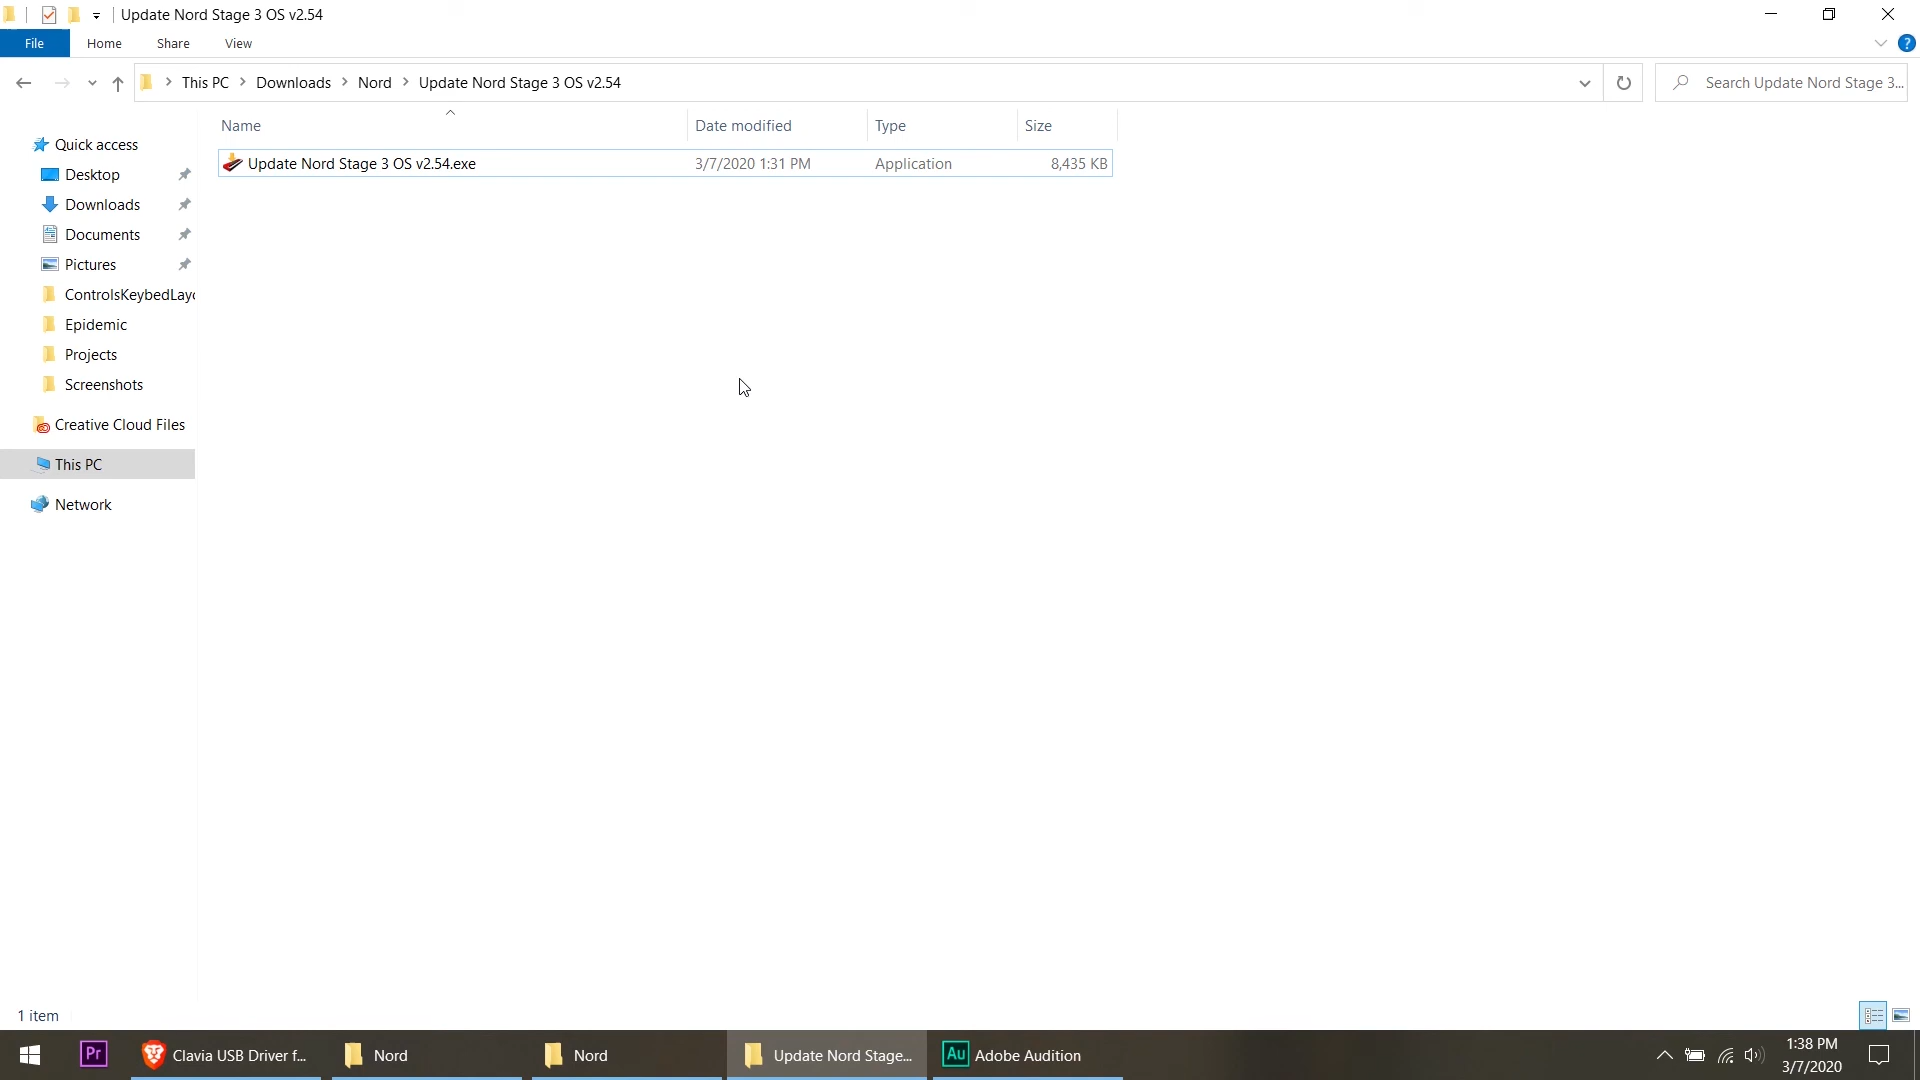 Update Nord Stage 3 OS v2.54
File Home Share View
?
This PC Downloads Nord Update Nord Stage 3 OS v2.54
Search Update Nord Stage 3...
Name Date modified Type Size
Update Nord Stage 3 OS v2.54.exe 3/7/2020 1:31 PM Application 8,435 KB
Quick access
Desktop
Downloads
Documents
Pictures
ControlsKeybedLayo
Epidemic
Projects
Screenshots
Creative Cloud Files
This PC
Network
1 item
Pr
Clavia USB Driver f...
Nord
Nord
Update Nord Stage...
Au
Adobe Audition
1:38 PM
3/7/2020